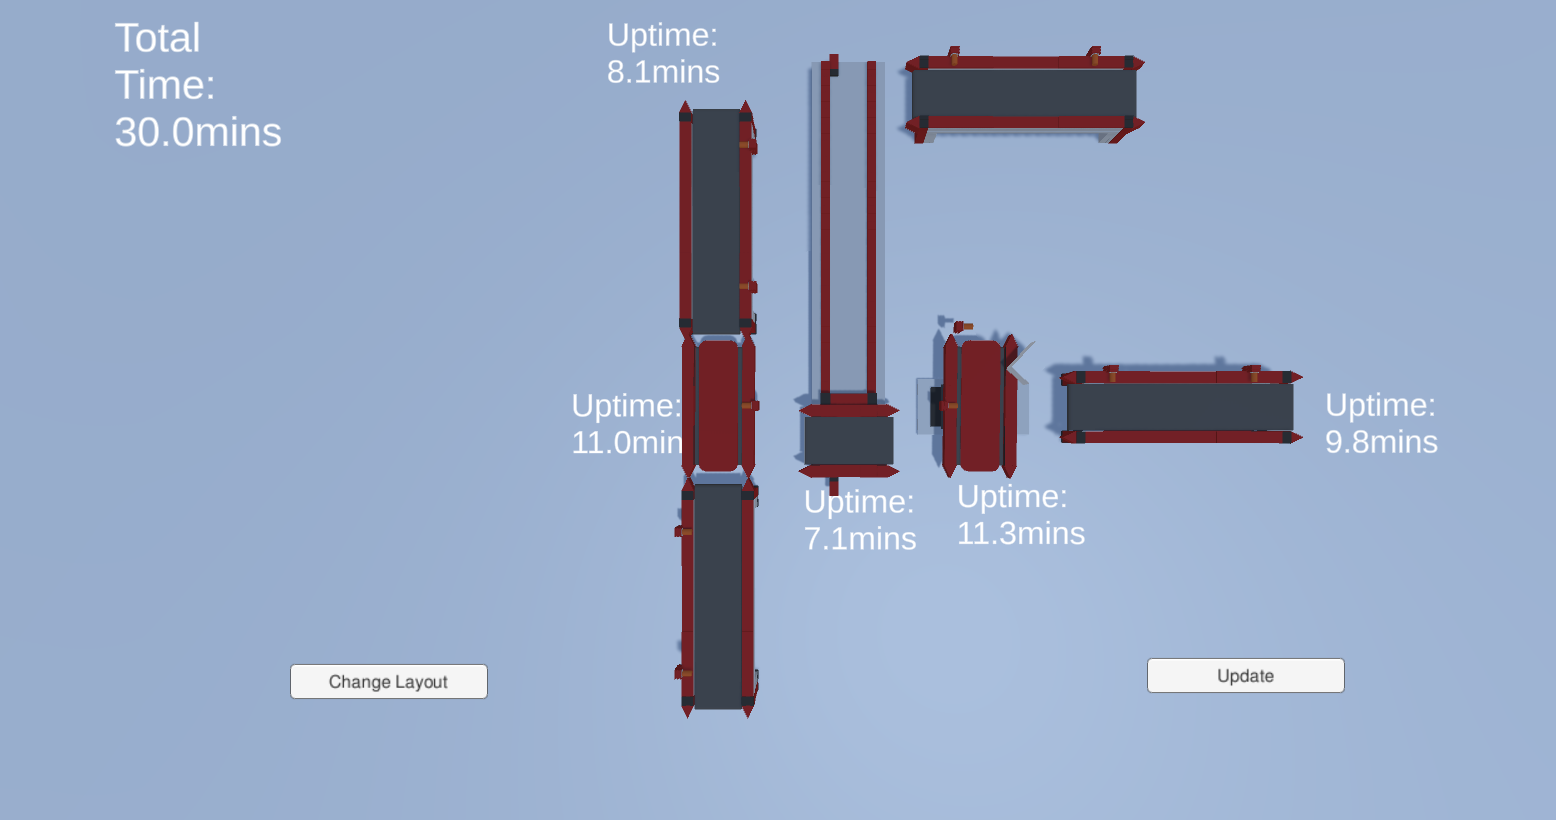 Total
Time:
30.0mins
Uptime:
8.1mins
Uptime:
11.0min
Uptime:
7.1mins
Uptime:
11.3mins
Uptime:
9.8mins
Change Layout
Update